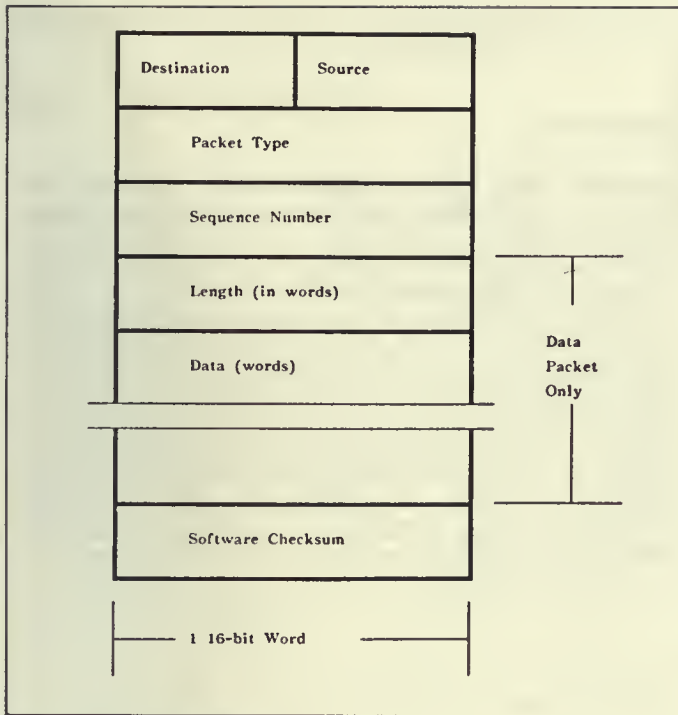 Destination
Source
Packet Type
Sequence Number
Length (in words)
Data (words)
Data
Packet
Only
Software Checksum
1 16-bit Word